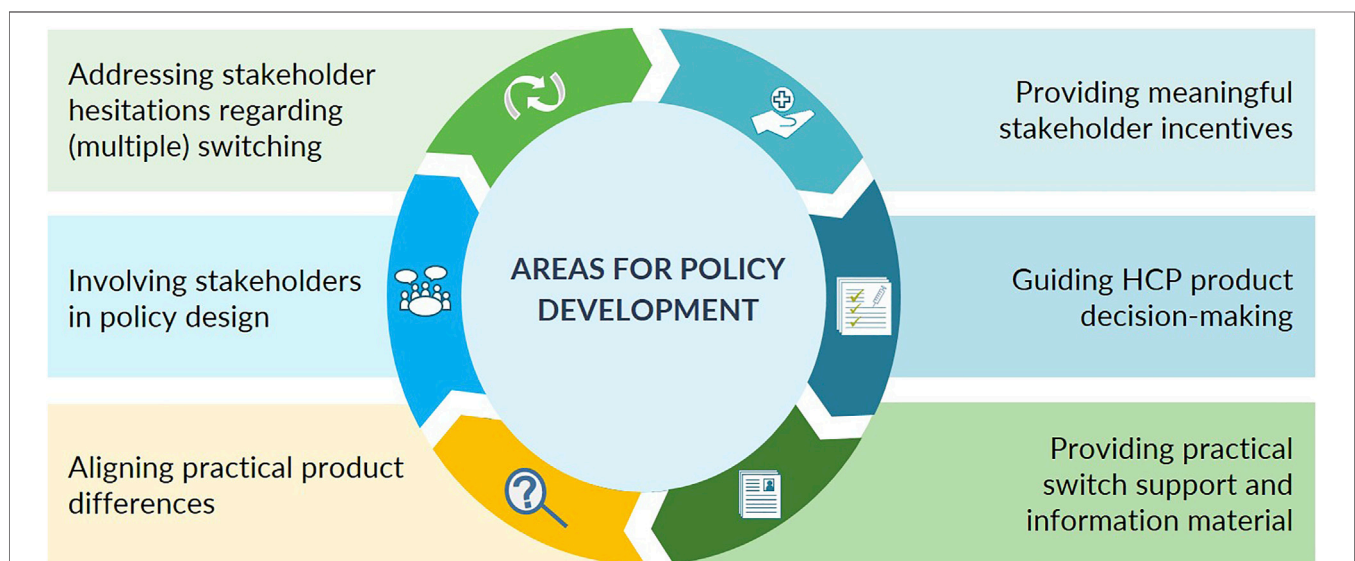 Addressing stakeholder
hesitations regarding
(multiple) switching
Providing meaningful
stakeholder incentives
Involving stakeholders
in policy design
AREAS FOR POLICY
DEVELOPMENT
Guiding HCP product
decision-making
Aligning practical product
differences
?
Providing practical
switch support and
information material